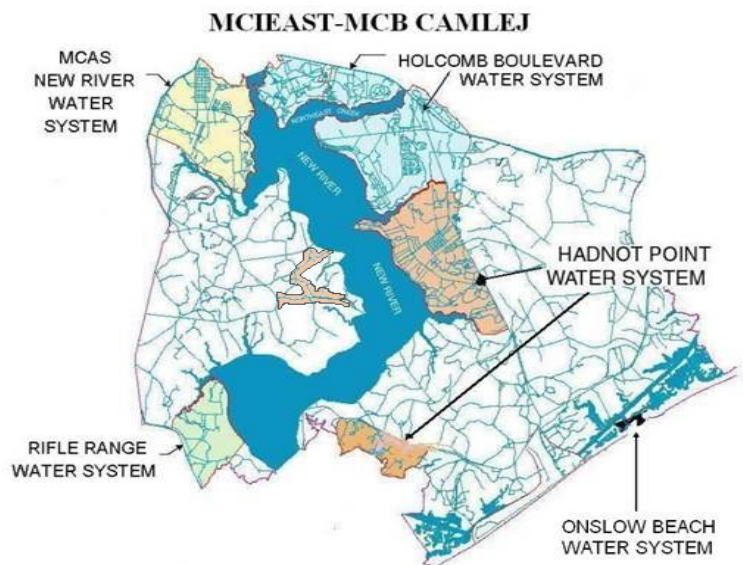 MCIEAST-MCB CAMLEJ
MCAS
NEW RIVER
WATER
SYSTEM
HOLCOMB BOULEVARD
WATER SYSTEM
NORTHEAST CREEK
NEW RIVER
NEW RIVER
HADNOT POINT
WATER SYSTEM
RIFLE RANGE
WATER SYSTEM
ONSLOW BEACH
WATER SYSTEM